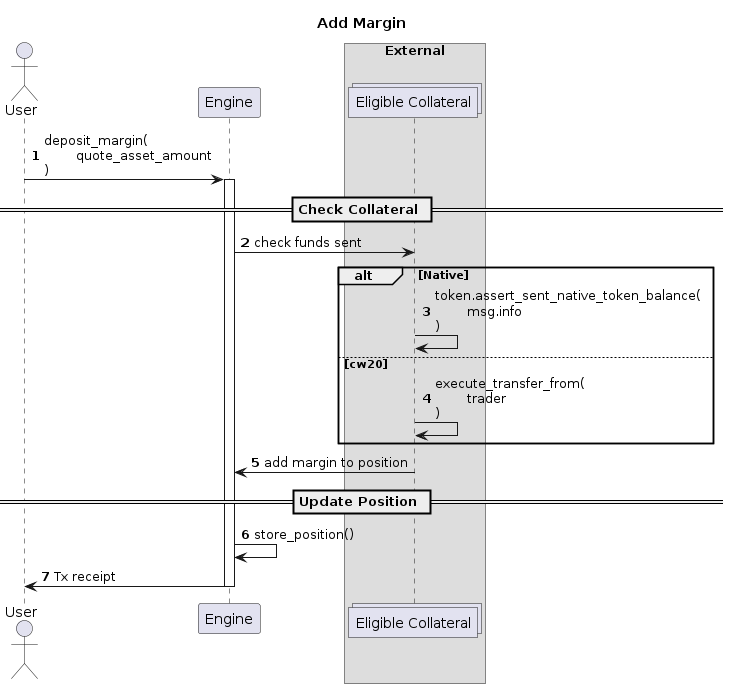 Add Margin
External
User
Engine
Eligible Collateral
deposit_margin(
1 quote_asset_amount
)
Check Collateral
2 check funds sent
alt [Native]
token.assert_sent_native_token_balance(
3 msg.info
)
[cw20]
execute_transfer_from(
4 trader
)
5 add margin to position
Update Position
6 store_position()
7 Tx receipt
User
Engine
Eligible Collateral